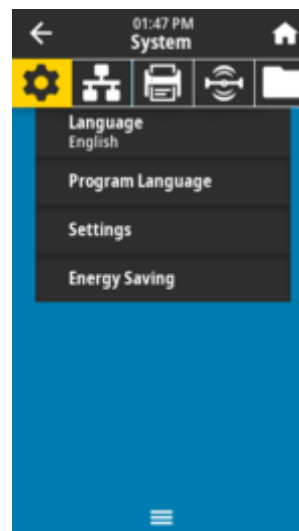 01:47 PM
System
Language
English
Program Language
Settings
Energy Saving